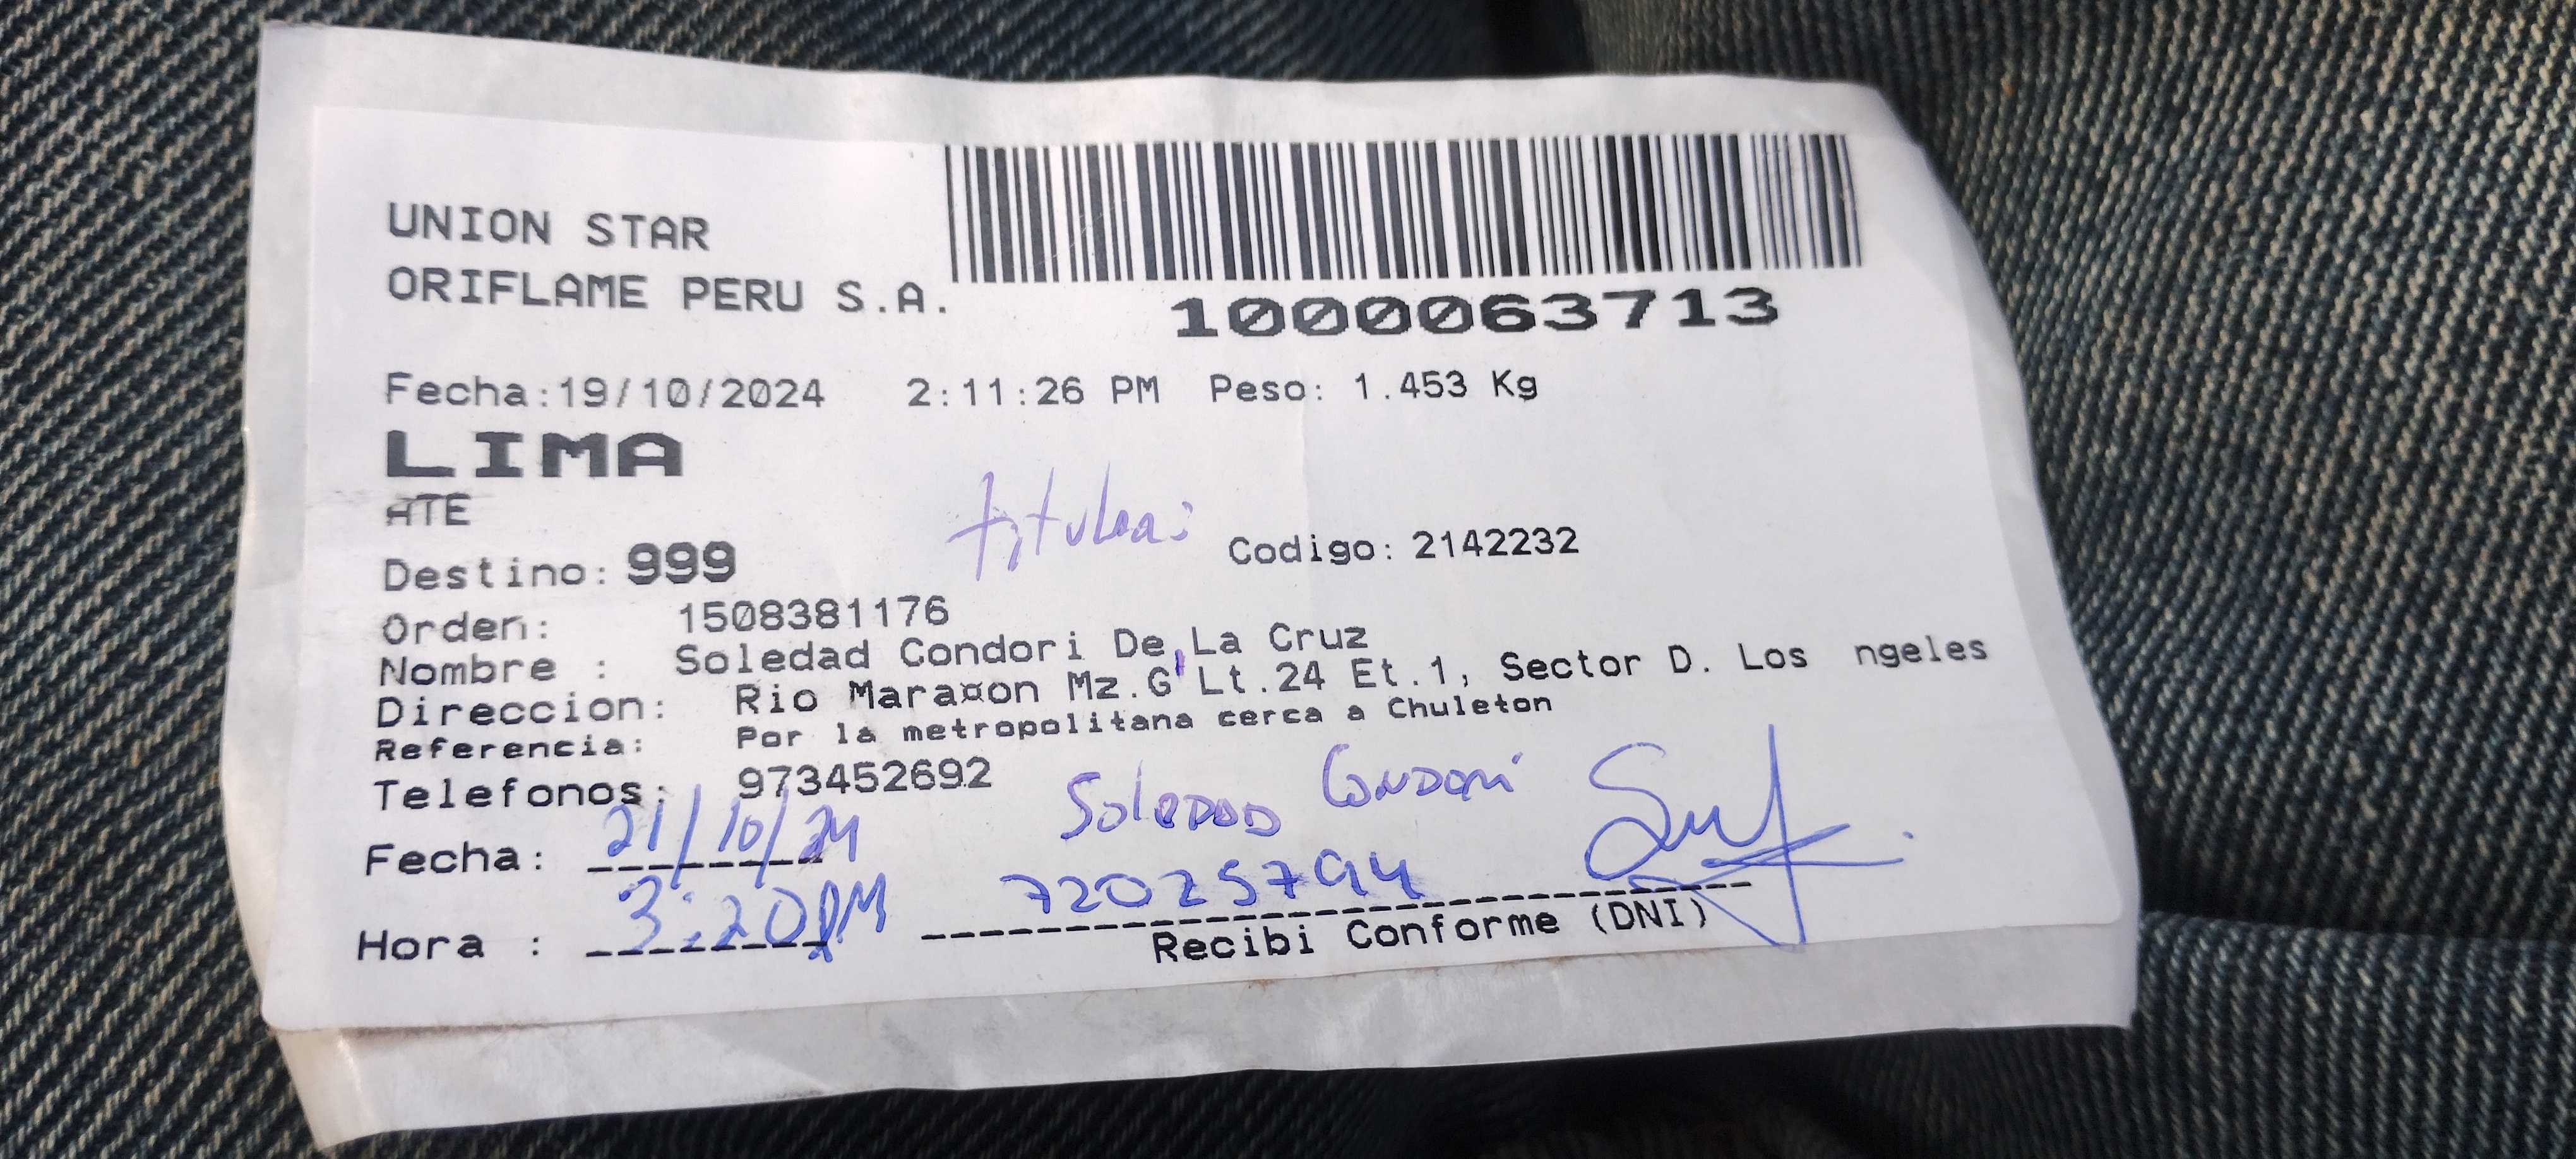 UNION STAR
ORIFLAME PERU S.A.
1000063713
Fecha:19/10/2024 2:11:26 PM Peso: 1.453 Kg
LIMA
ATE
titular
Destino: 999 Codigo: 2142232
Orden: 1508381176
Nombre : Soledad Condori De La Cruz
Direccion: Rio Mara¤on Mz.G' Lt.24 Et.1, Sector D. Los ngeles
Referencia: Por la metropolitana cerca a Chuleton
Telefonos: 973452692
Soledad Condori
Fecha: 21/10/24
72025794
Hora : 3:20PM
Recibi Conforme (DNI)